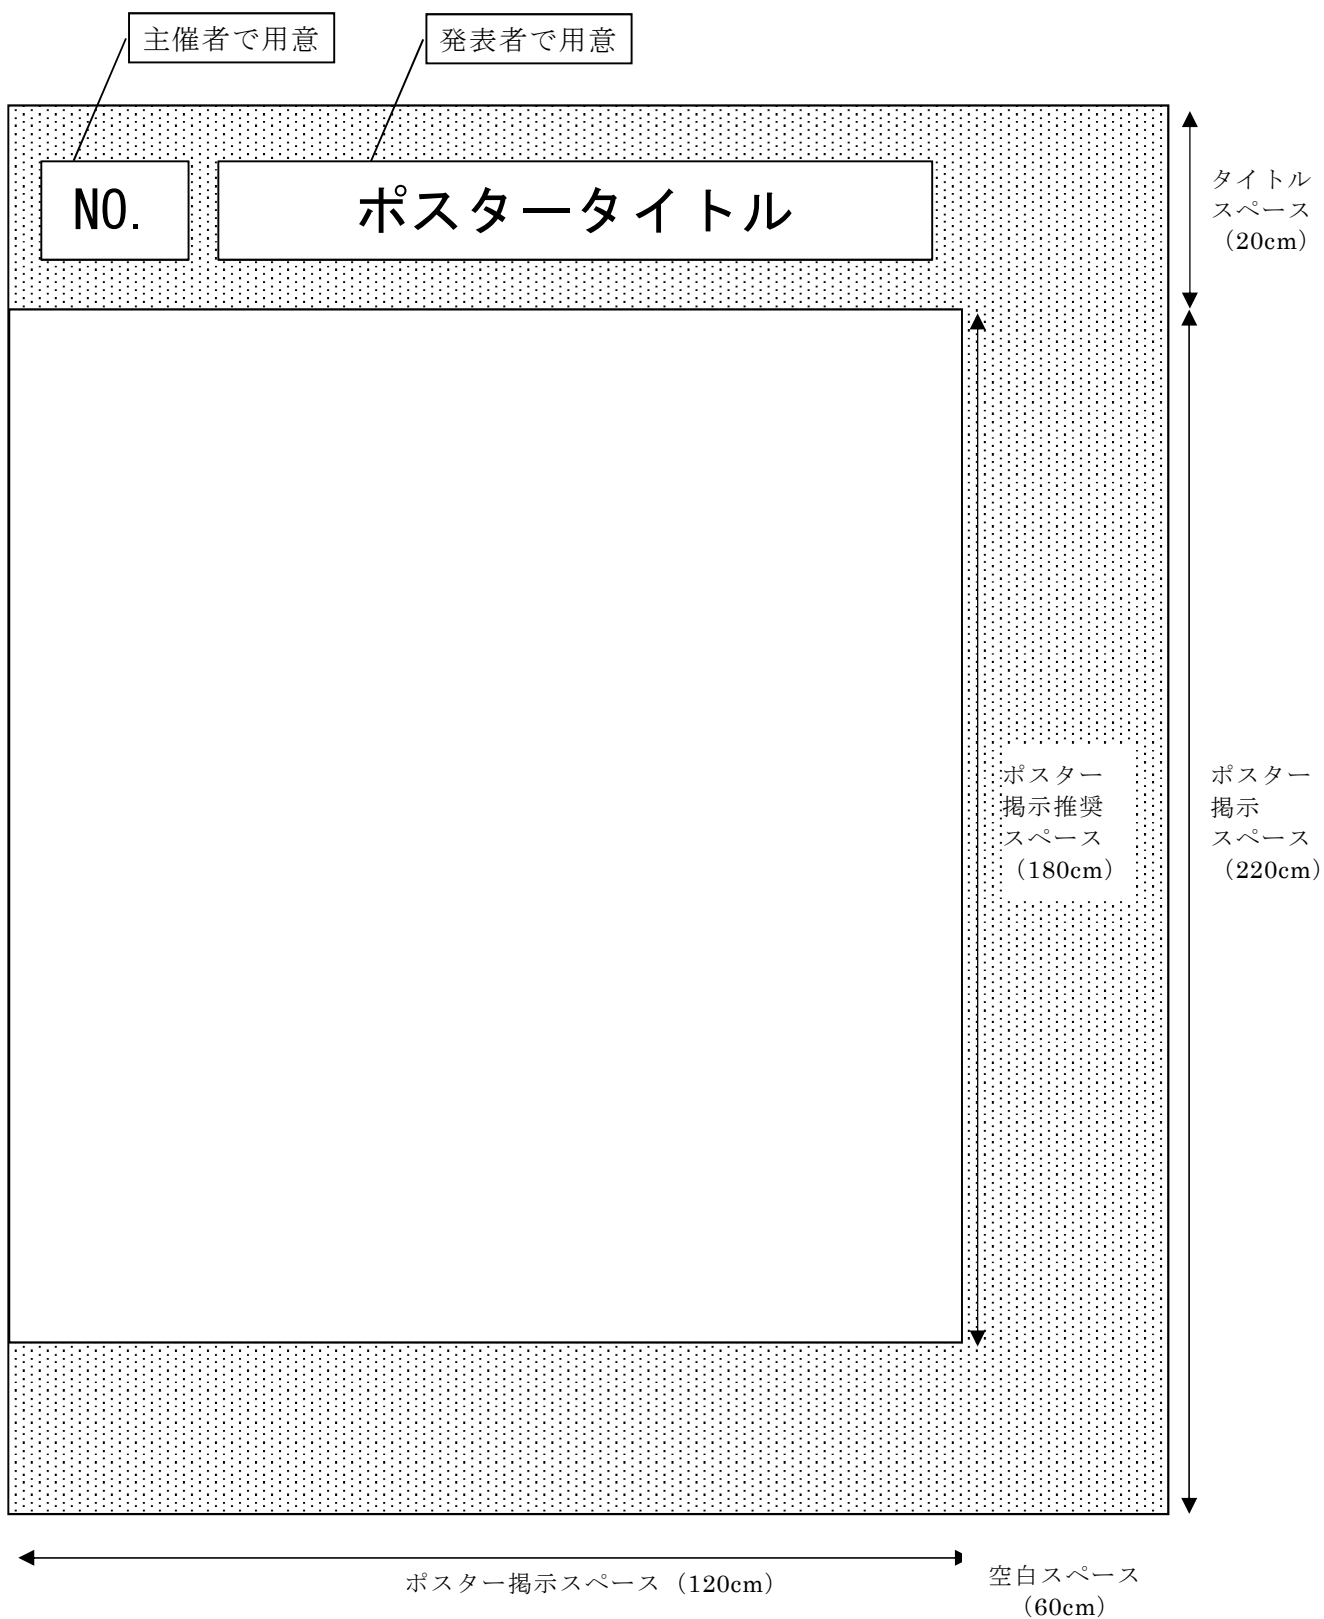 主催者で用意
発表者で用意
NO.
ポスタータイトル
タイトル
スペース
（20cm）
ポスター
掲示推奨
スペース
（180cm）
ポスター
掲示
スペース
（220cm）
ポスター掲示スペース（120cm）
空白スペース
（60cm）